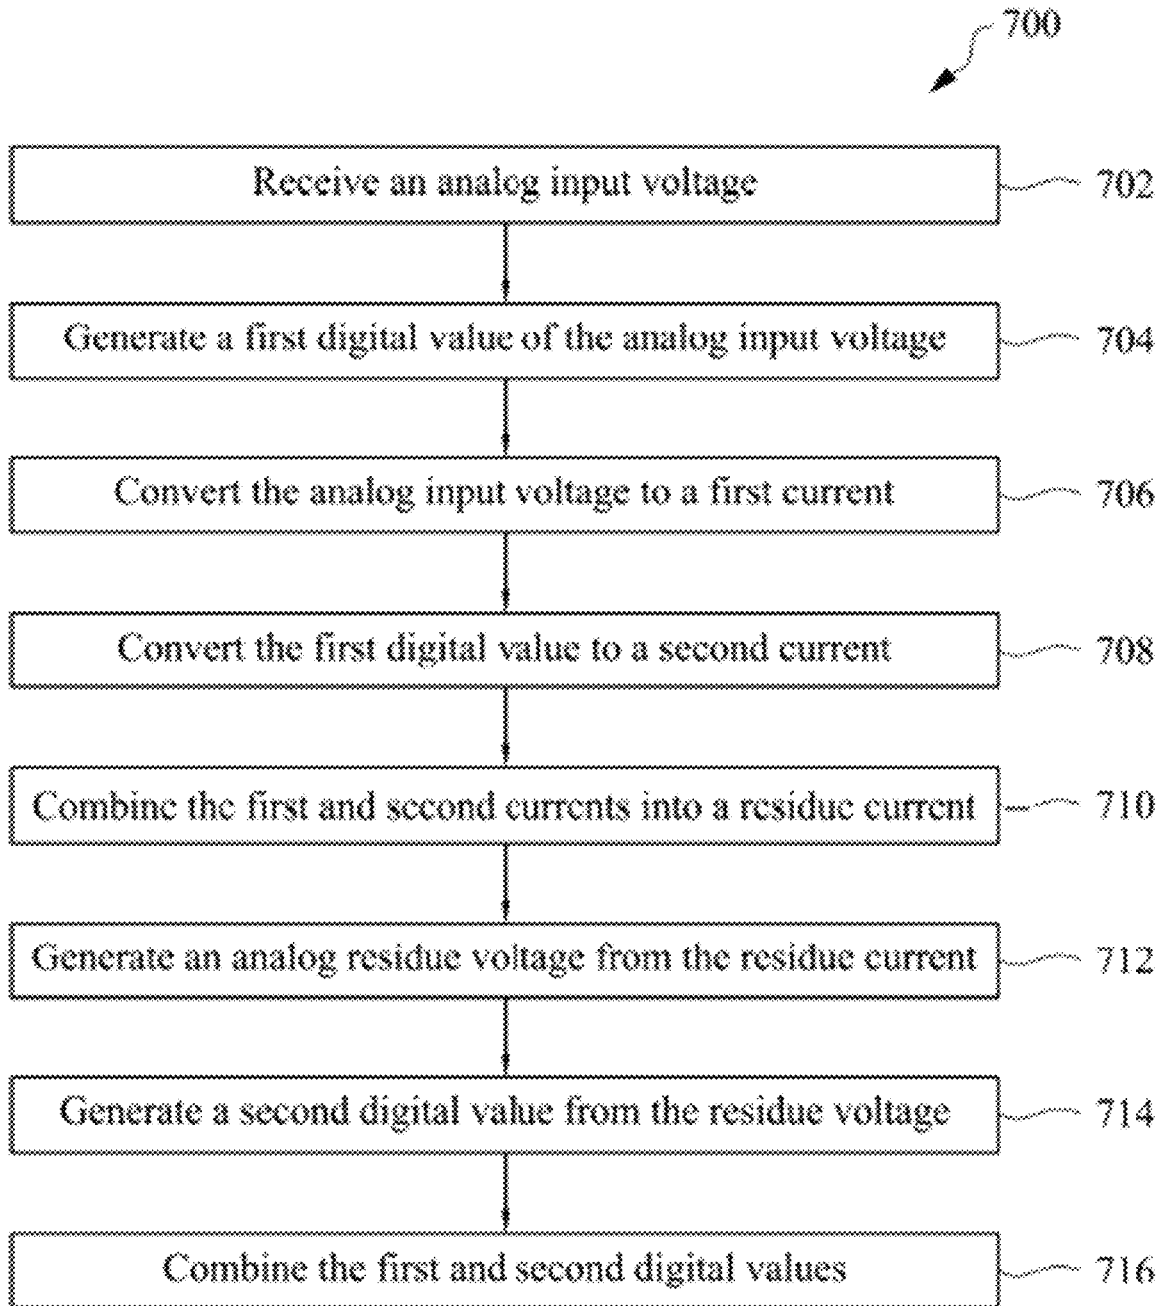 700
Receive an analog input voltage 702
Generate a first digital value of the analog input voltage 704
Convert the analog input voltage to a first current 706
Convert the first digital value to a second current 708
Combine the first and second currents into a residue current 710
Generate an analog residue voltage from the residue current 712
Generate a second digital value from the residue voltage 714
Combine the first and second digital values 716